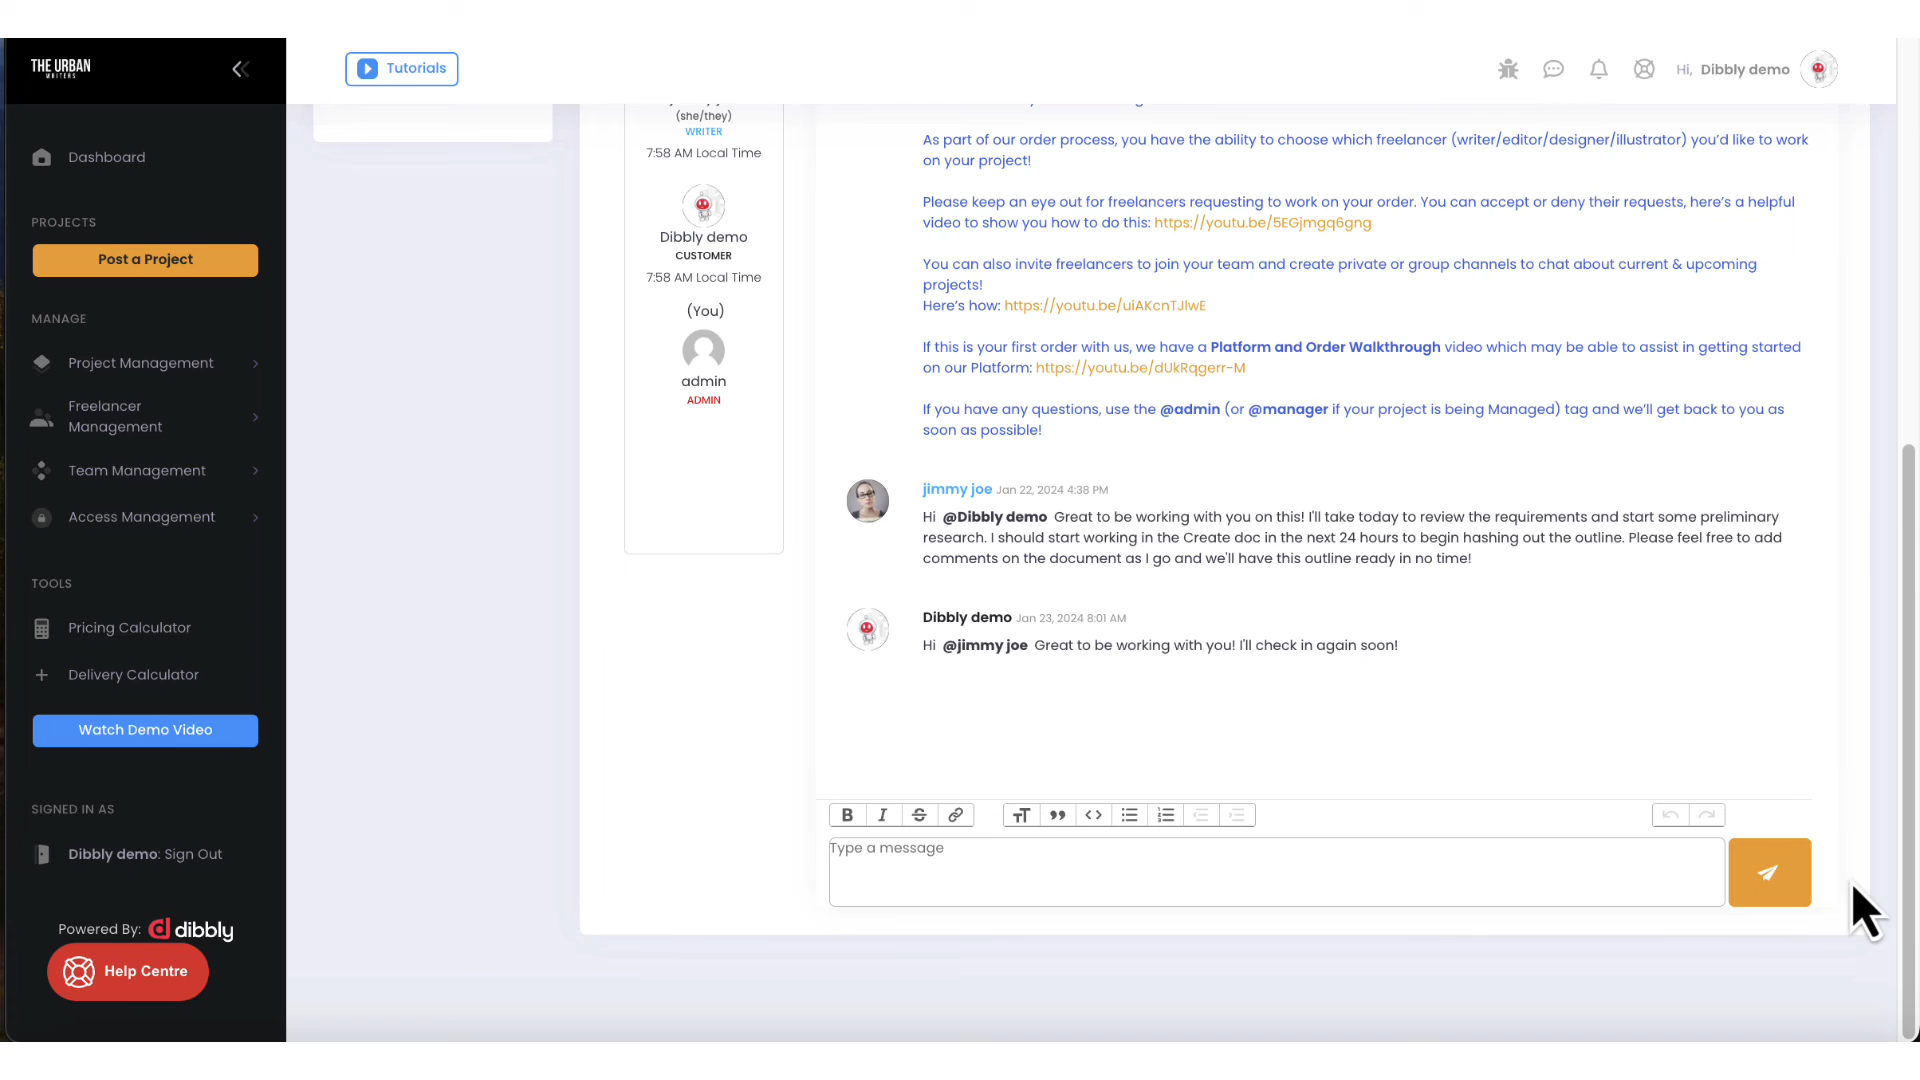 THE URBAN
WRITERS
Tutorials
Hi, Dibbly demo
Dashboard
PROJECTS
Post a Project
MANAGE
Project Management
Freelancer
Management
Team Management
Access Management
TOOLS
Pricing Calculator
Delivery Calculator
Watch Demo Video
SIGNED IN AS
Dibbly demo: Sign Out
Powered By: dibbly
Help Centre
(she/they)
WRITER
7:58 AM Local Time
Dibbly demo
CUSTOMER
7:58 AM Local Time
(You)
admin
ADMIN
As part of our order process, you have the ability to choose which freelancer (writer/editor/designer/illustrator) you'd like to work
on your project!
Please keep an eye out for freelancers requesting to work on your order. You can accept or deny their requests, here's a helpful
video to show you how to do this: https://youtu.be/5EGjmgq6gng
You can also invite freelancers to join your team and create private or group channels to chat about current & upcoming
projects!
Here's how: https://youtu.be/uiAKcnTJlwE
If this is your first order with us, we have a Platform and Order Walkthrough video which may be able to assist in getting started
on our Platform: https://youtu.be/dUkRqgerr-M
If you have any questions, use the @admin (or @manager if your project is being Managed) tag and we'll get back to you as
soon as possible!
jimmy joe Jan 22, 2024 4:38 PM
Hi @Dibbly demo Great to be working with you on this! I'll take today to review the requirements and start some preliminary
research. I should start working in the Create doc in the next 24 hours to begin hashing out the outline. Please feel free to add
comments on the document as I go and we'll have this outline ready in no time!
Dibbly demo Jan 23, 2024 8:01 AM
Hi @jimmy joe Great to be working with you! I'll check in again soon!
Type a message